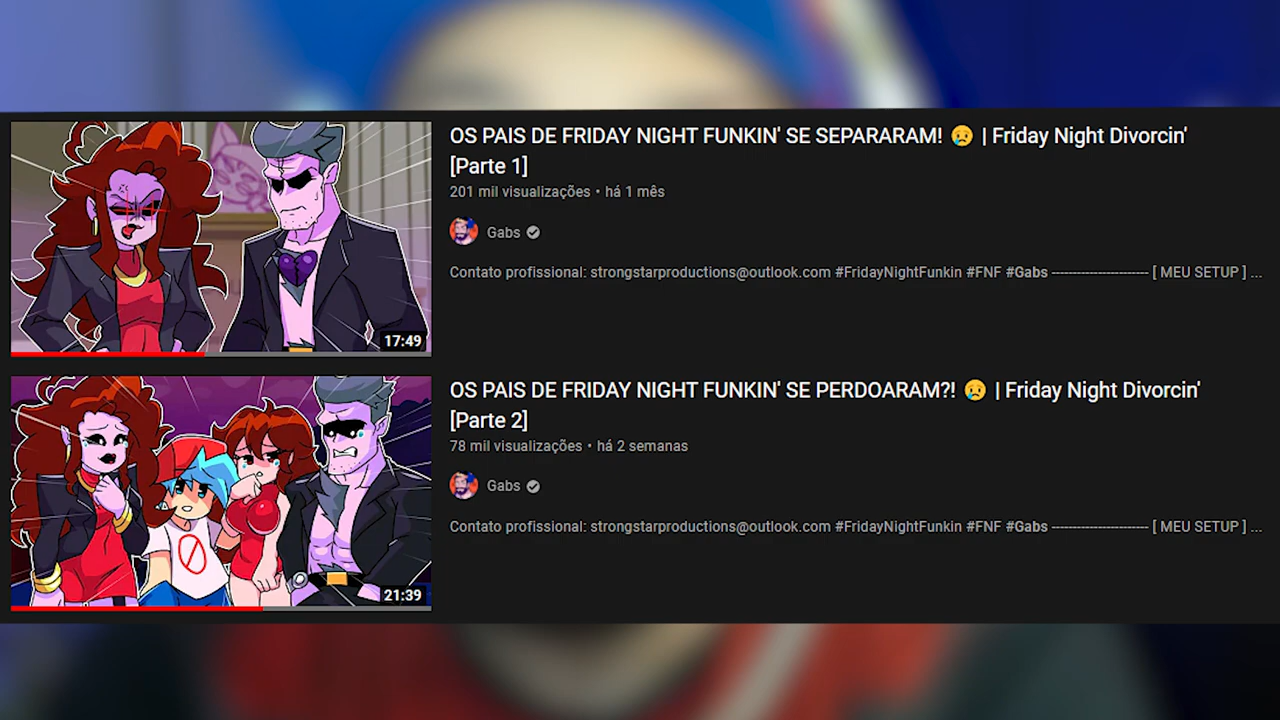 OS PAIS DE FRIDAY NIGHT FUNKIN' SE SEPARARAM! 😥 | Friday Night Divorcin'
[Parte 1]
201 mil visualizações • há 1 mês
Gabs
Contato profissional: strongstarproductions@outlook.com #FridayNightFunkin #FNF #Gabs ---------------------- [ MEU SETUP ] ...
17:49
OS PAIS DE FRIDAY NIGHT FUNKIN' SE PERDOARAM?! 😥 | Friday Night Divorcin'
[Parte 2]
78 mil visualizações • há 2 semanas
Gabs
Contato profissional: strongstarproductions@outlook.com #FridayNightFunkin #FNF #Gabs ---------------------- [ MEU SETUP ] ...
21:39